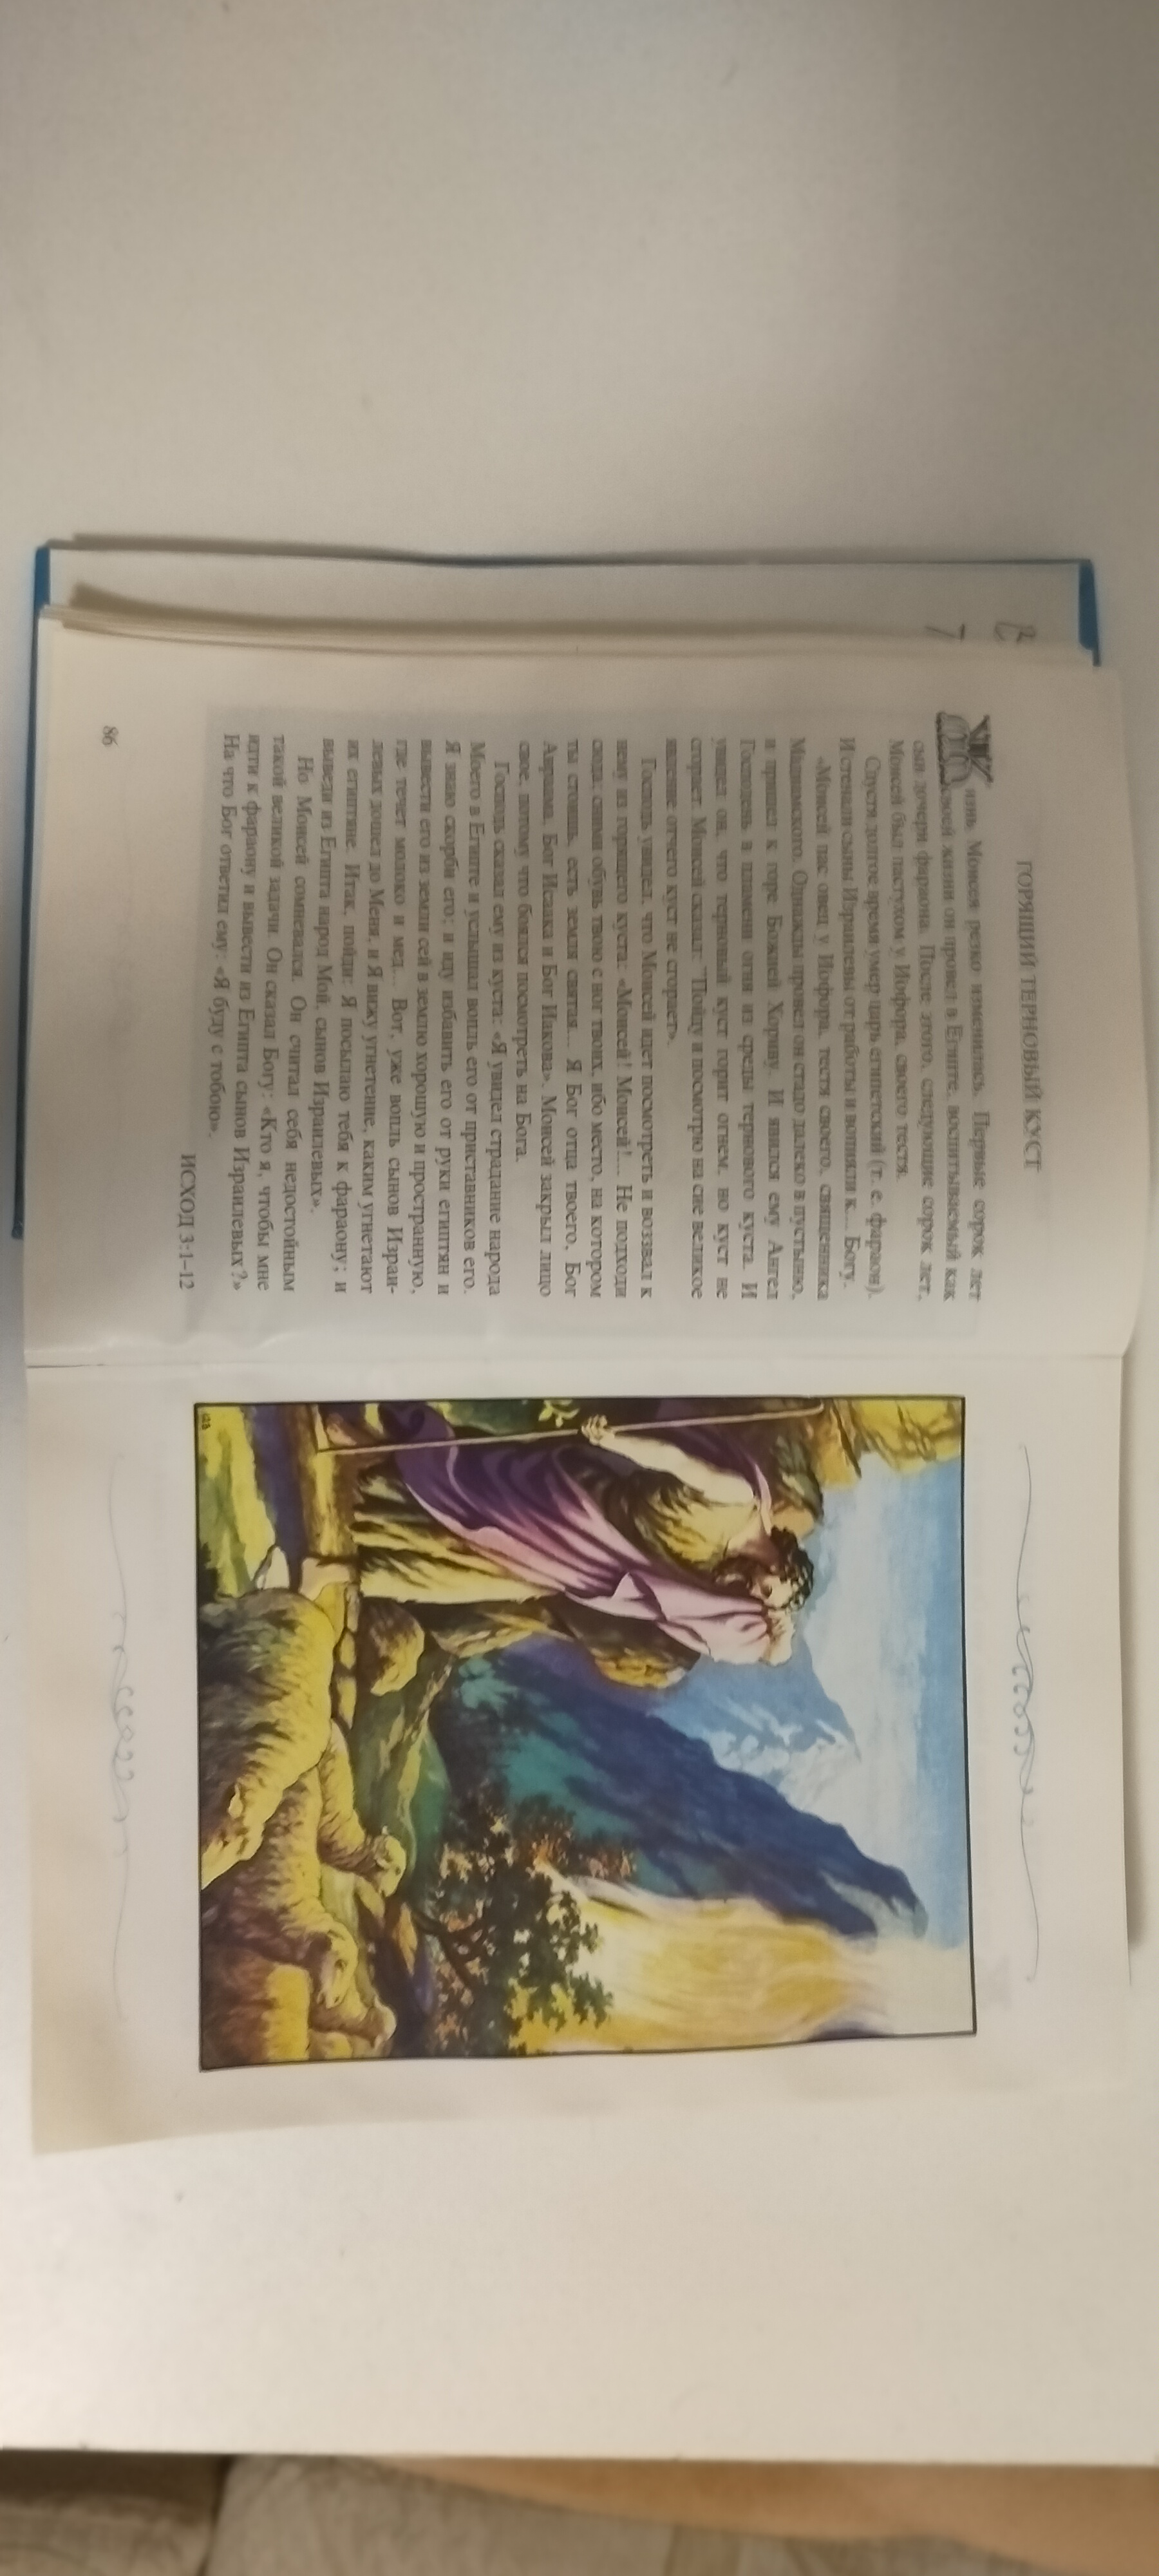 ГОРЯЩИЙ ТЕРНОВЫЙ КУСТ
Жизнь Моисея резко изменилась. Первые сорок лет
своей жизни он провел в Египте, воспитываемый как
сын дочери фараона. После этого, следующие сорок лет,
Моисей был пастухом у Иофора, своего тестя.
Спустя долгое время умер царь египетский (т. е. фараон).
И стенали сыны Израилевы от работы и вопияли к... Богу.
«Моисей пас овец у Иофора, тестя своего, священника
Мадиамского. Однажды провел он стадо далеко в пустыню,
и пришел к горе Божией Хориву. И явился ему Ангел
Господень в пламени огня из среды тернового куста. И
увидел он, что терновый куст горит огнем, но куст не
сгорает. Моисей сказал: "Пойду и посмотрю на сие великое
явление, отчего куст не сгорает».
Господь увидел, что Моисей идет посмотреть и воззвал к
нему из горящего куста: «Моисей! Моисей!... Не подходи
сюда; сними обувь твою с ног твоих, ибо место, на котором
ты стоишь, есть земля святая... Я Бог отца твоего, Бог
Авраама, Бог Исаака и Бог Иакова». Моисей закрыл лицо
свое, потому что боялся посмотреть на Бога.
Господь сказал ему из куста: «Я увидел страдание народа
Моего в Египте и услышал вопль его от приставников его.
Я знаю скорби его; и иду избавить его от руки египтян и
вывести его из земли сей в землю хорошую и пространную,
где течет молоко и мед... Вот, уже вопль сынов Израи-
левых дошел до Меня, и Я вижу угнетение, каким угнетают
их египтяне. Итак, пойди: Я посылаю тебя к фараону; и
выведи из Египта народ Мой, сынов Израилевых».
Но Моисей сомневался. Он считал себя недостойным
такой великой задачи. Он сказал Богу: «Кто я, чтобы мне
идти к фараону и вывести из Египта сынов Израилевых?»
На что Бог ответил ему: «Я буду с тобою».
ИСХОД 3:1–12
86